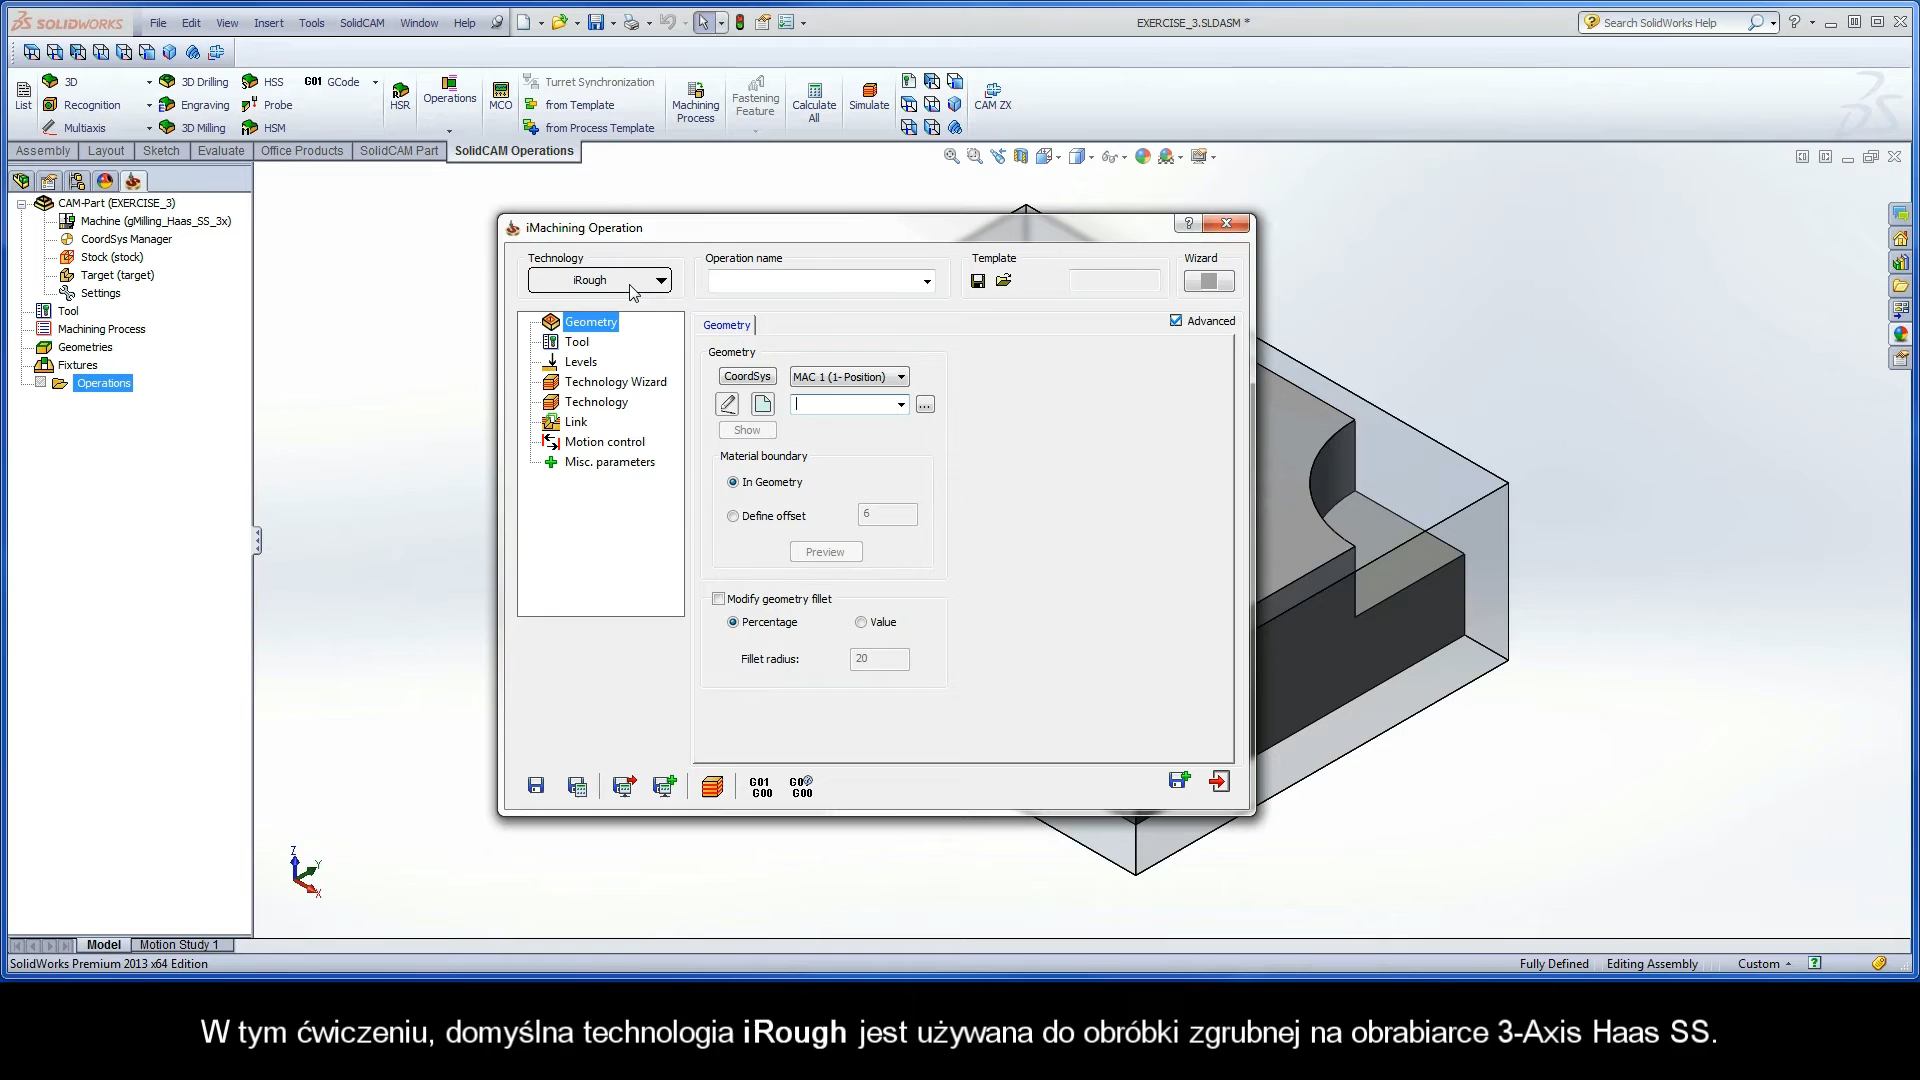 SOLIDWORKS File Edit View Insert Tools SolidCAM Window Help EXERCISE_3.SLDASM * Search SolidWorks Help
3D 3D Drilling HSS G01 GCode Turret Synchronization
List Recognition Engraving Probe HSR Operations MCO from Template Machining Process Fastening Feature Calculate All Simulate CAM ZX
Multiaxis 3D Milling HSM from Process Template
Assembly Layout Sketch Evaluate Office Products SolidCAM Part SolidCAM Operations
CAM-Part (EXERCISE_3)
Machine (gMilling_Haas_SS_3x)
CoordSys Manager
Stock (stock)
Target (target)
Settings
Tool
Machining Process
Geometries
Fixtures
Operations
iMachining Operation
Technology Operation name Template Wizard
iRough
Geometry
Tool
Levels
Technology Wizard
Technology
Link
Motion control
Misc. parameters
Geometry Advanced
Geometry
CoordSys MAC 1 (1- Position)
...
Show
Material boundary
In Geometry
Define offset 6
Preview
Modify geometry fillet
Percentage Value
Fillet radius: 20
G01 G00
G00
Z Y X
Model Motion Study 1
SolidWorks Premium 2013 x64 Edition Fully Defined Editing Assembly Custom
W tym ćwiczeniu, domyślna technologia iRough jest używana do obróbki zgrubnej na obrabiarce 3-Axis Haas SS.